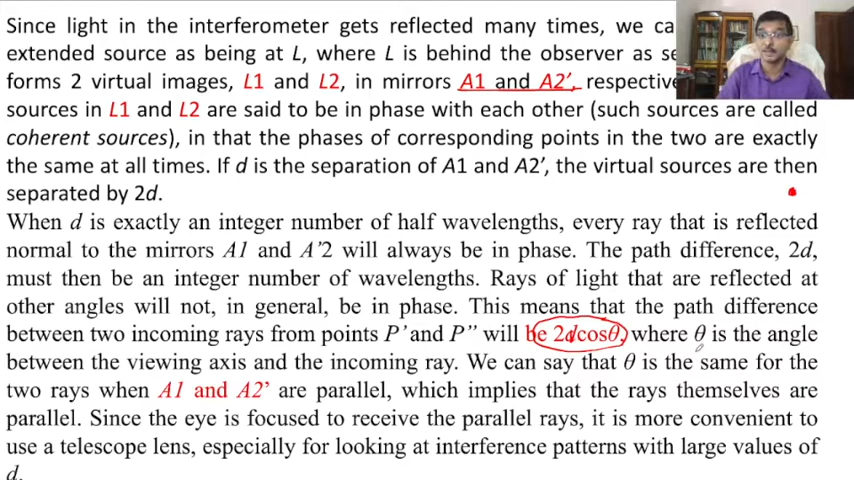 Since light in the interferometer gets reflected many times, we ca
extended source as being at L, where L is behind the observer as se
forms 2 virtual images, L1 and L2, in mirrors A1 and A2′, respective
sources in L1 and L2 are said to be in phase with each other (such sources are called
coherent sources), in that the phases of corresponding points in the two are exactly
the same at all times. If d is the separation of A1 and A2′, the virtual sources are then
separated by 2d.
When d is exactly an integer number of half wavelengths, every ray that is reflected
normal to the mirrors A1 and A’2 will always be in phase. The path difference, 2d,
must then be an integer number of wavelengths. Rays of light that are reflected at
other angles will not, in general, be in phase. This means that the path difference
between two incoming rays from points P’ and P” will be 2dcosθ, where θ is the angle
between the viewing axis and the incoming ray. We can say that θ is the same for the
two rays when A1 and A2’ are parallel, which implies that the rays themselves are
parallel. Since the eye is focused to receive the parallel rays, it is more convenient to
use a telescope lens, especially for looking at interference patterns with large values of
d.